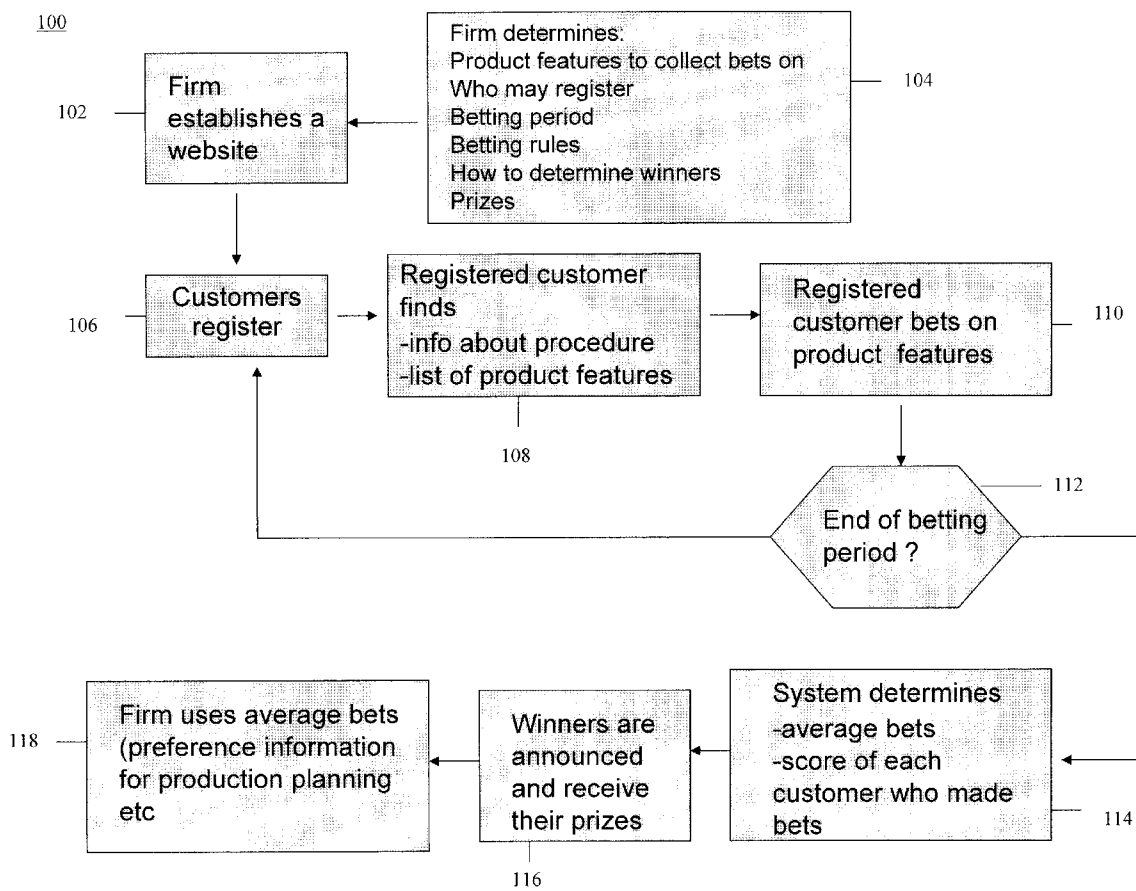 100
Firm
establishes a
website
102
Firm determines:
Product features to collect bets on
Who may register
Betting period
Betting rules
How to determine winners
Prizes
104
Customers
register
106
Registered customer
finds
-info about procedure
-list of product features
108
Registered
customer bets on
product features
110
End of betting
period ?
112
System determines
-average bets
-score of each
customer who made
bets
114
Winners are
announced
and receive
their prizes
116
Firm uses average bets
(preference information
for production planning
etc
118